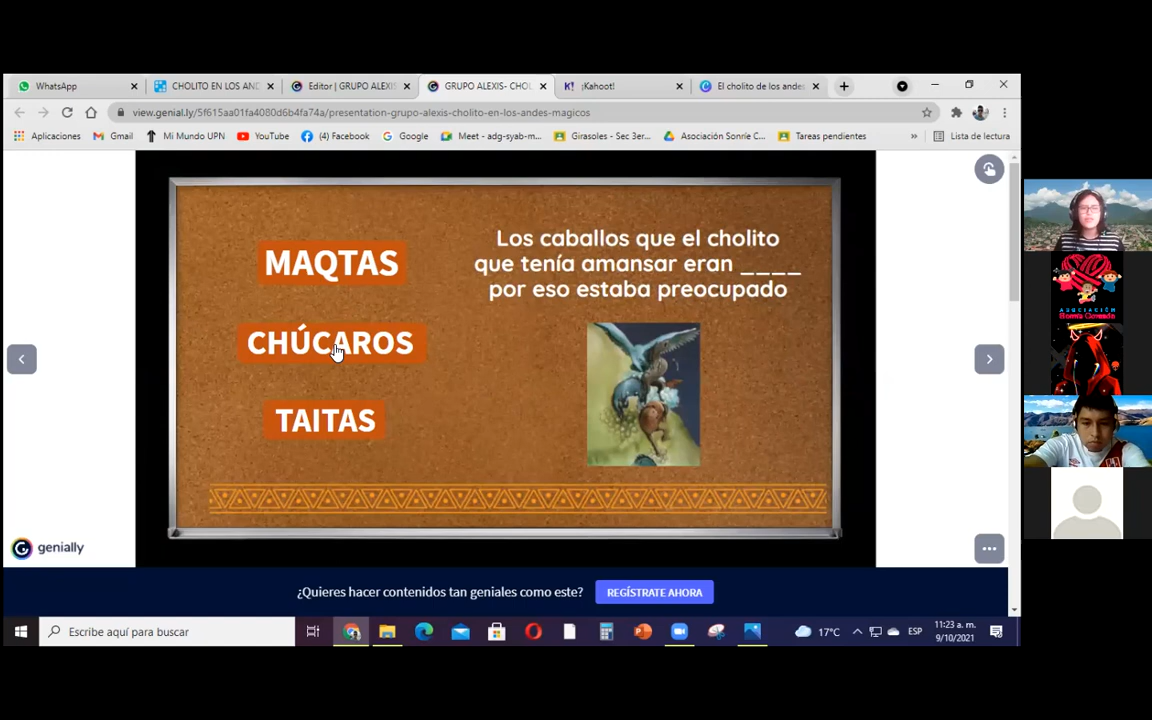 WhatsApp
CHOLITO EN LOS AND
Editor | GRUPO ALEXIS
GRUPO ALEXIS- CHOL
K!
¡Kahoot!
El cholito de los andes
view.genial.ly/5f615aa01fa4080d6b4fa74a/presentation-grupo-alexis-cholito-en-los-andes-magicos
Aplicaciones
Gmail
Mi Mundo UPN
YouTube
(4) Facebook
Google
Meet - adg-syab-m...
Girasoles - Sec 3er...
Asociación Sonríe C...
Tareas pendientes
»
Lista de lectura
MAQTAS
CHÚCAROS
TAITAS
Los caballos que el cholito
que tenía amansar eran ____
por eso estaba preocupado
genially
¿Quieres hacer contenidos tan geniales como este?
REGÍSTRATE AHORA
Escribe aquí para buscar
17°C
ESP
11:23 a. m.
9/10/2021